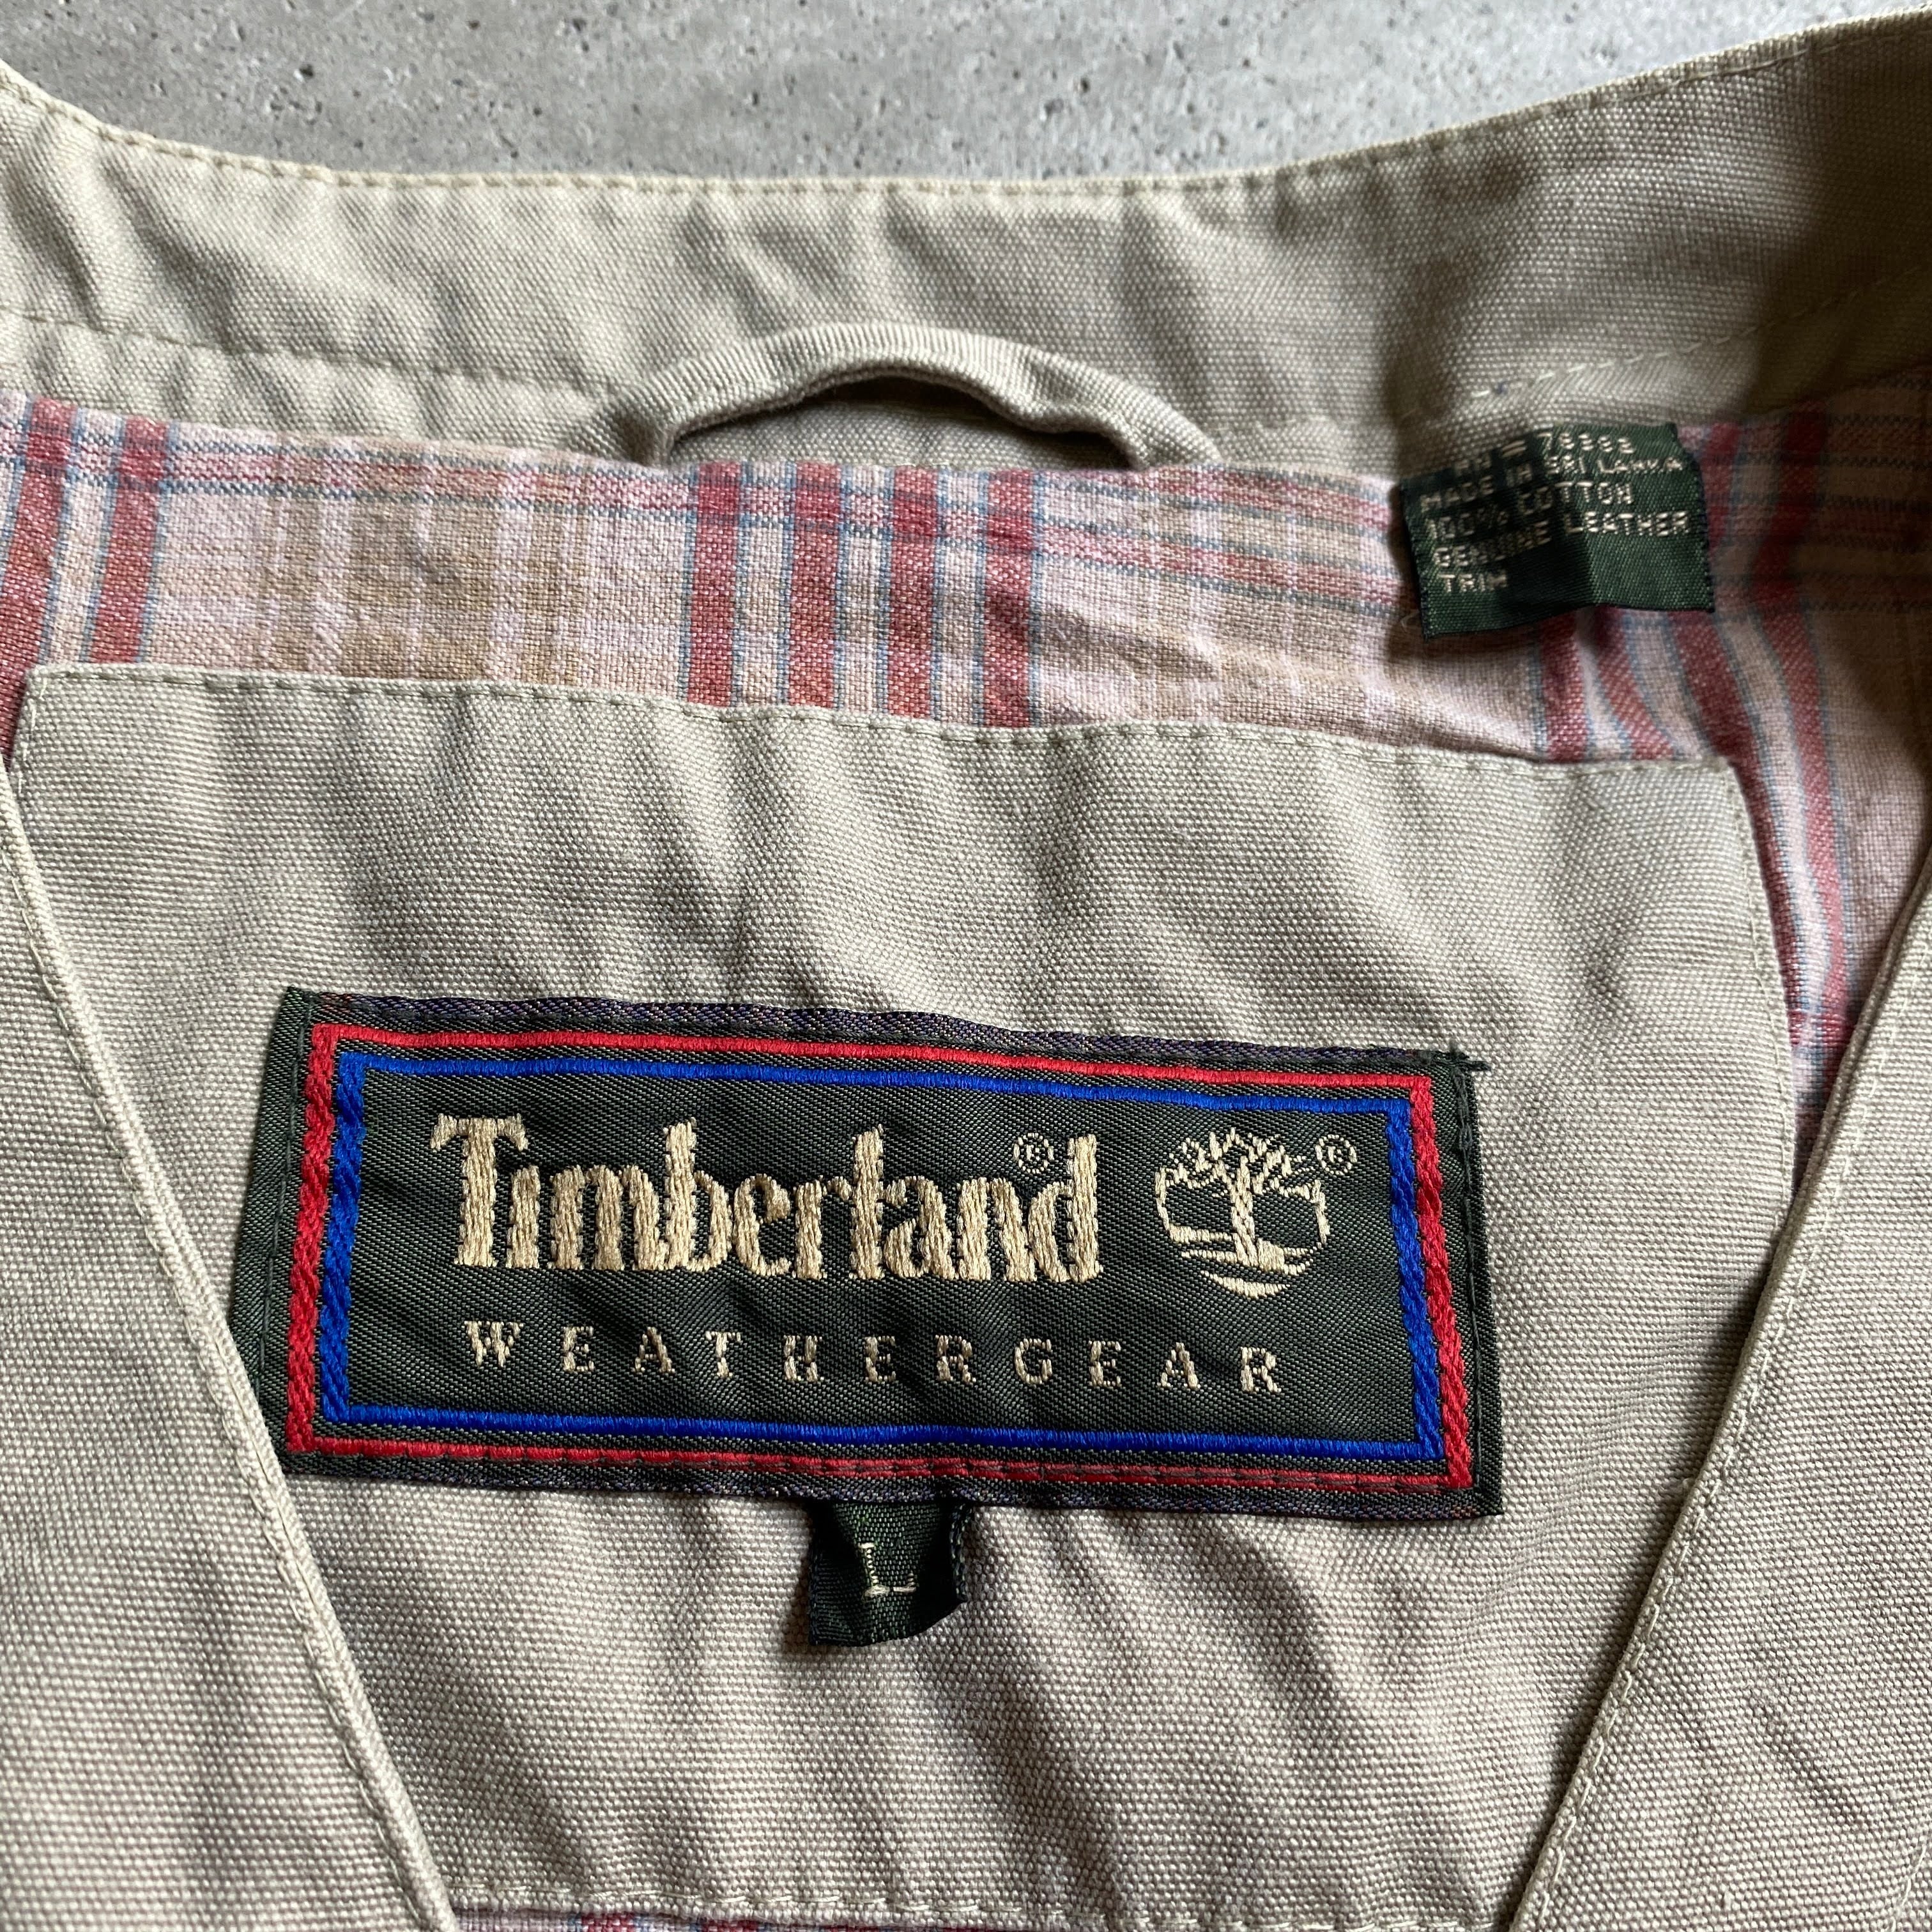 MADE IN SRI LANKA
100% COTTON
GENUINE LEATHER
TRIM
Timberland®
®
WEATHERGEAR
L